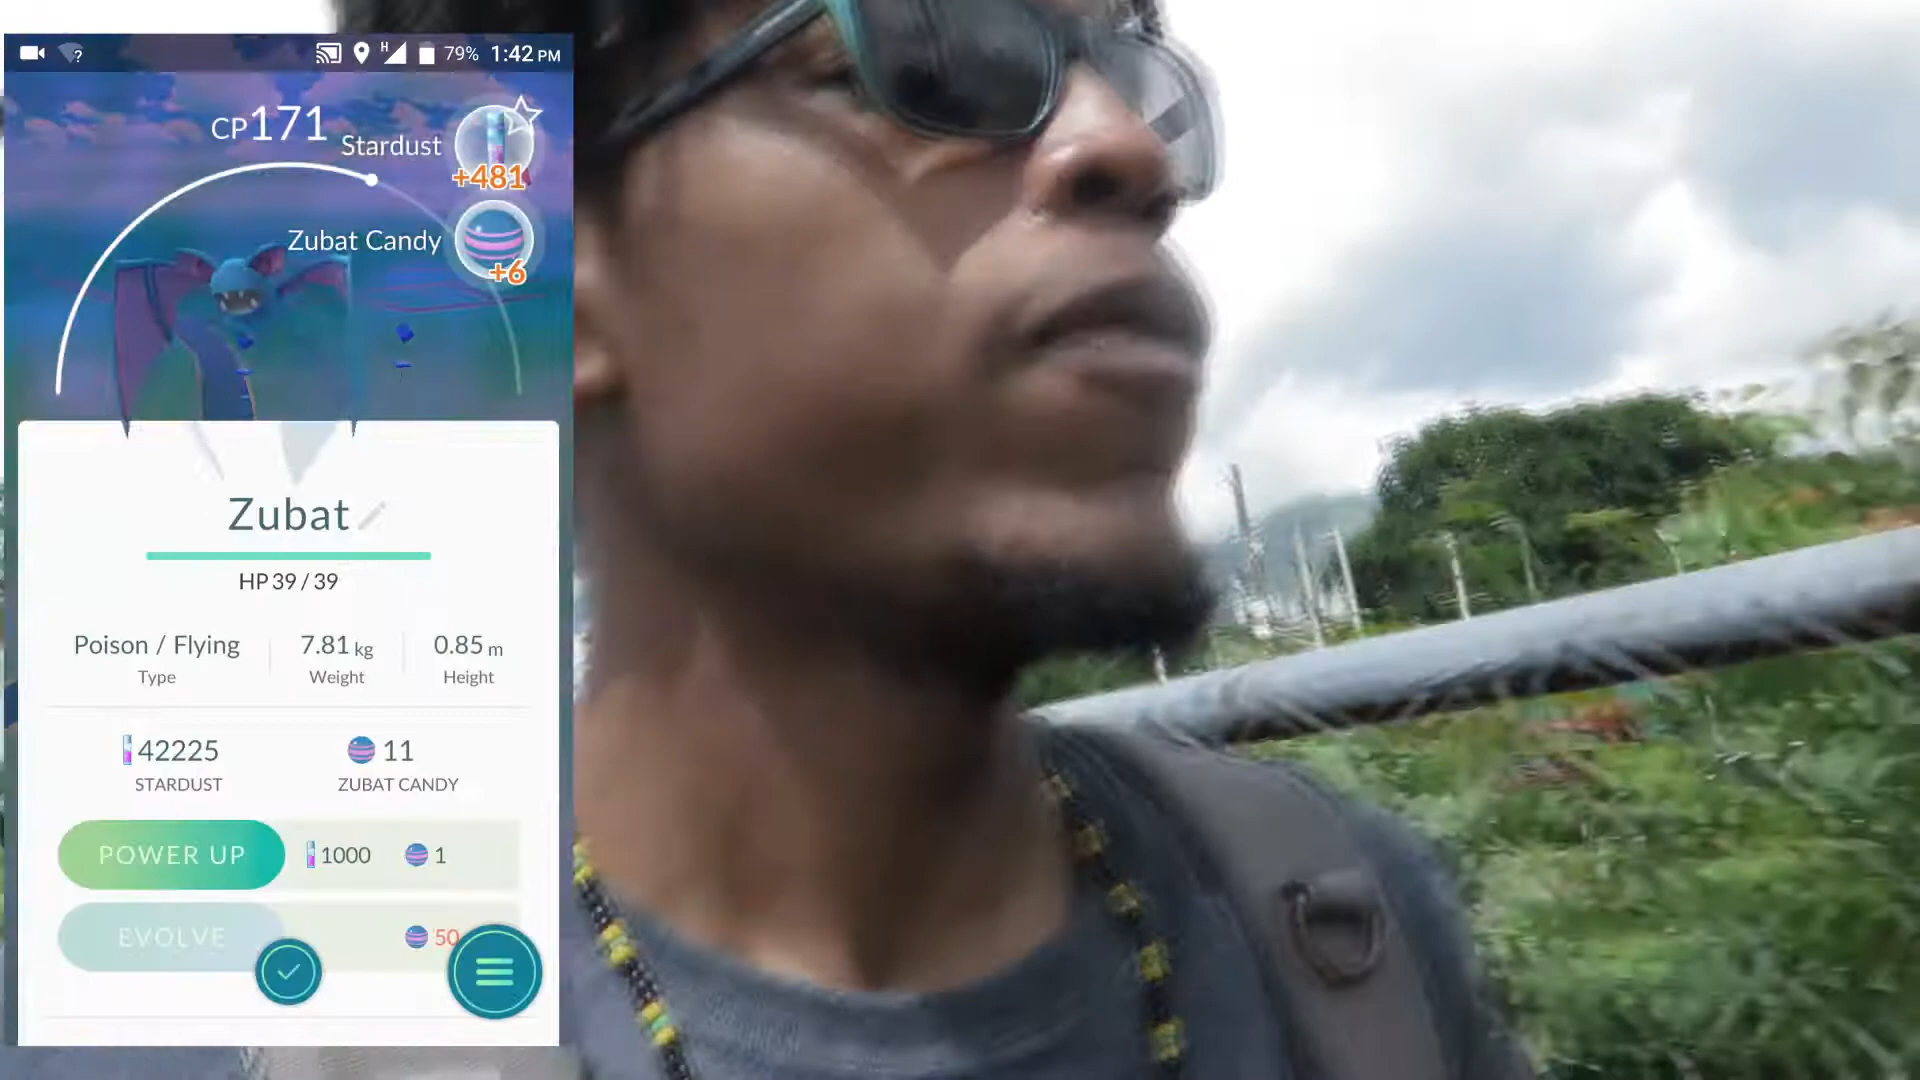 H 79% 1:42 PM
CP171
Stardust
+481
Zubat Candy
+6
Zubat
HP 39 / 39
Poison / Flying 7.81 kg 0.85 m
Type Weight Height
42225 11
STARDUST ZUBAT CANDY
POWER UP 1000 1
EVOLVE 50